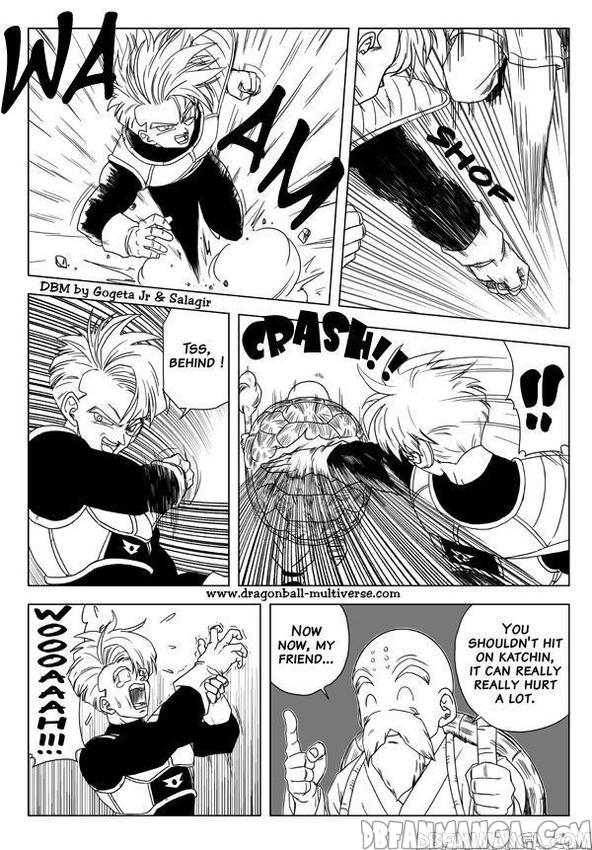 WA
AM
SHOF
DBM by Gogeta Jr & Salagir
TSS,
BEHIND !
CRASH!!
!!
www.dragonball-multiverse.com
WOOOAAAH!!!
NOW
NOW, MY
FRIEND...
YOU
SHOULDN'T HIT
ON KATCHIN,
IT CAN REALLY
REALLY HURT
A LOT.
DBFANMANGA.COM